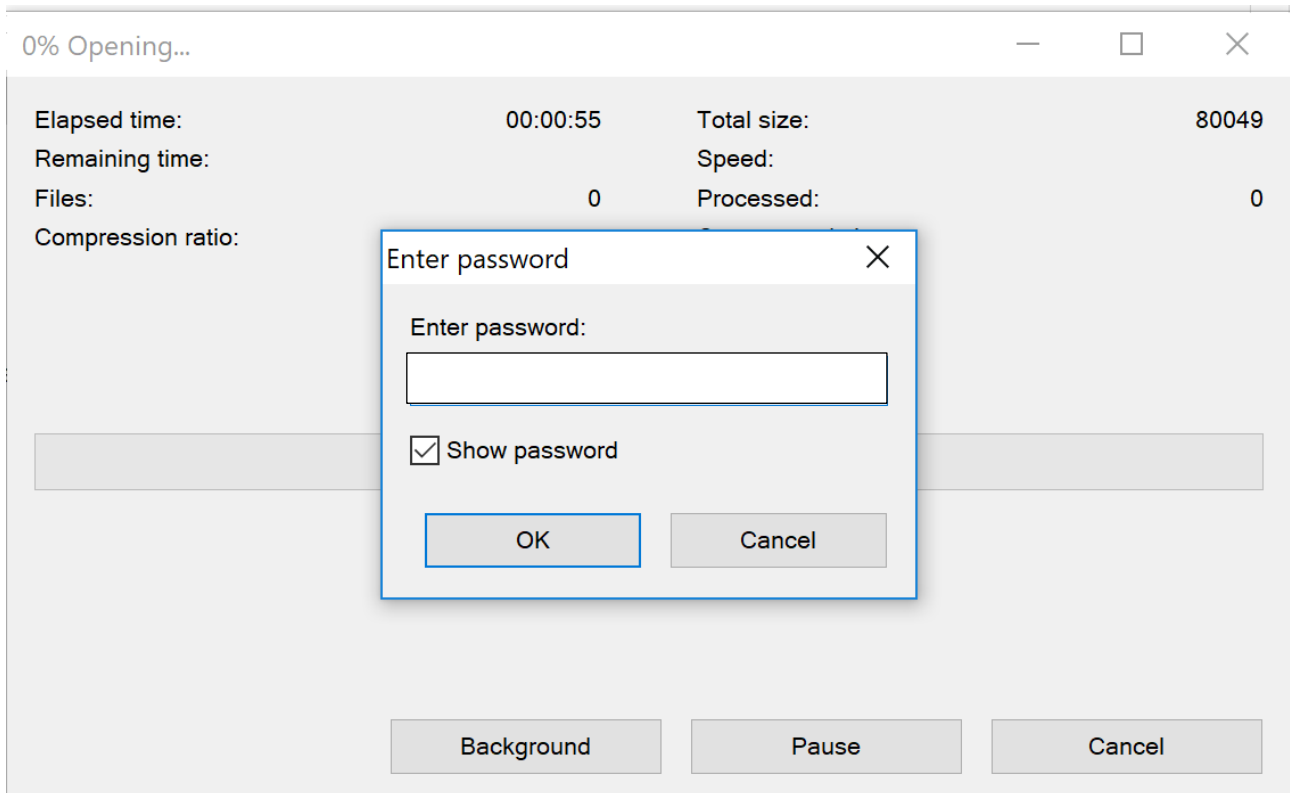 0% Opening...
Elapsed time: 00:00:55 Total size: 80049
Remaining time: Speed:
Files: 0 Processed: 0
Compression ratio:
Enter password
Enter password:
Show password
OK Cancel
Background Pause Cancel